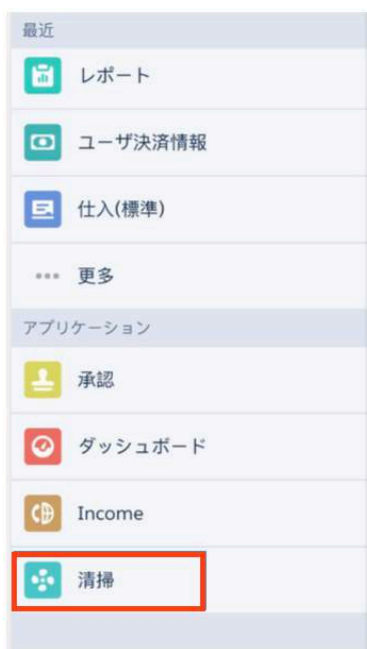 最近
レポート
ユーザ決済情報
仕入(標準)
更多
アプリケーション
承認
ダッシュボード
Income
清掃